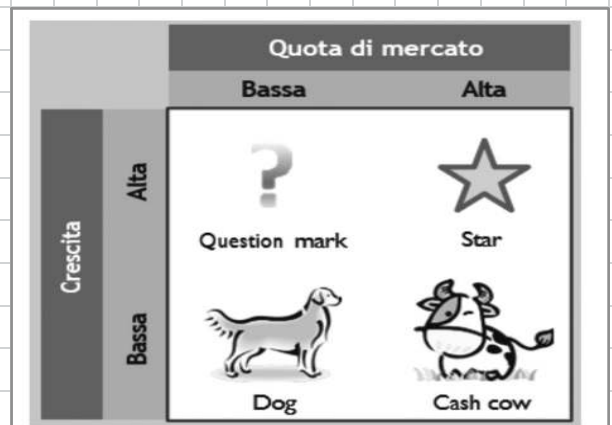 Quota di mercato
Bassa Alta
Crescita
Alta
?
Question mark Star
Bassa
Dog Cash cow